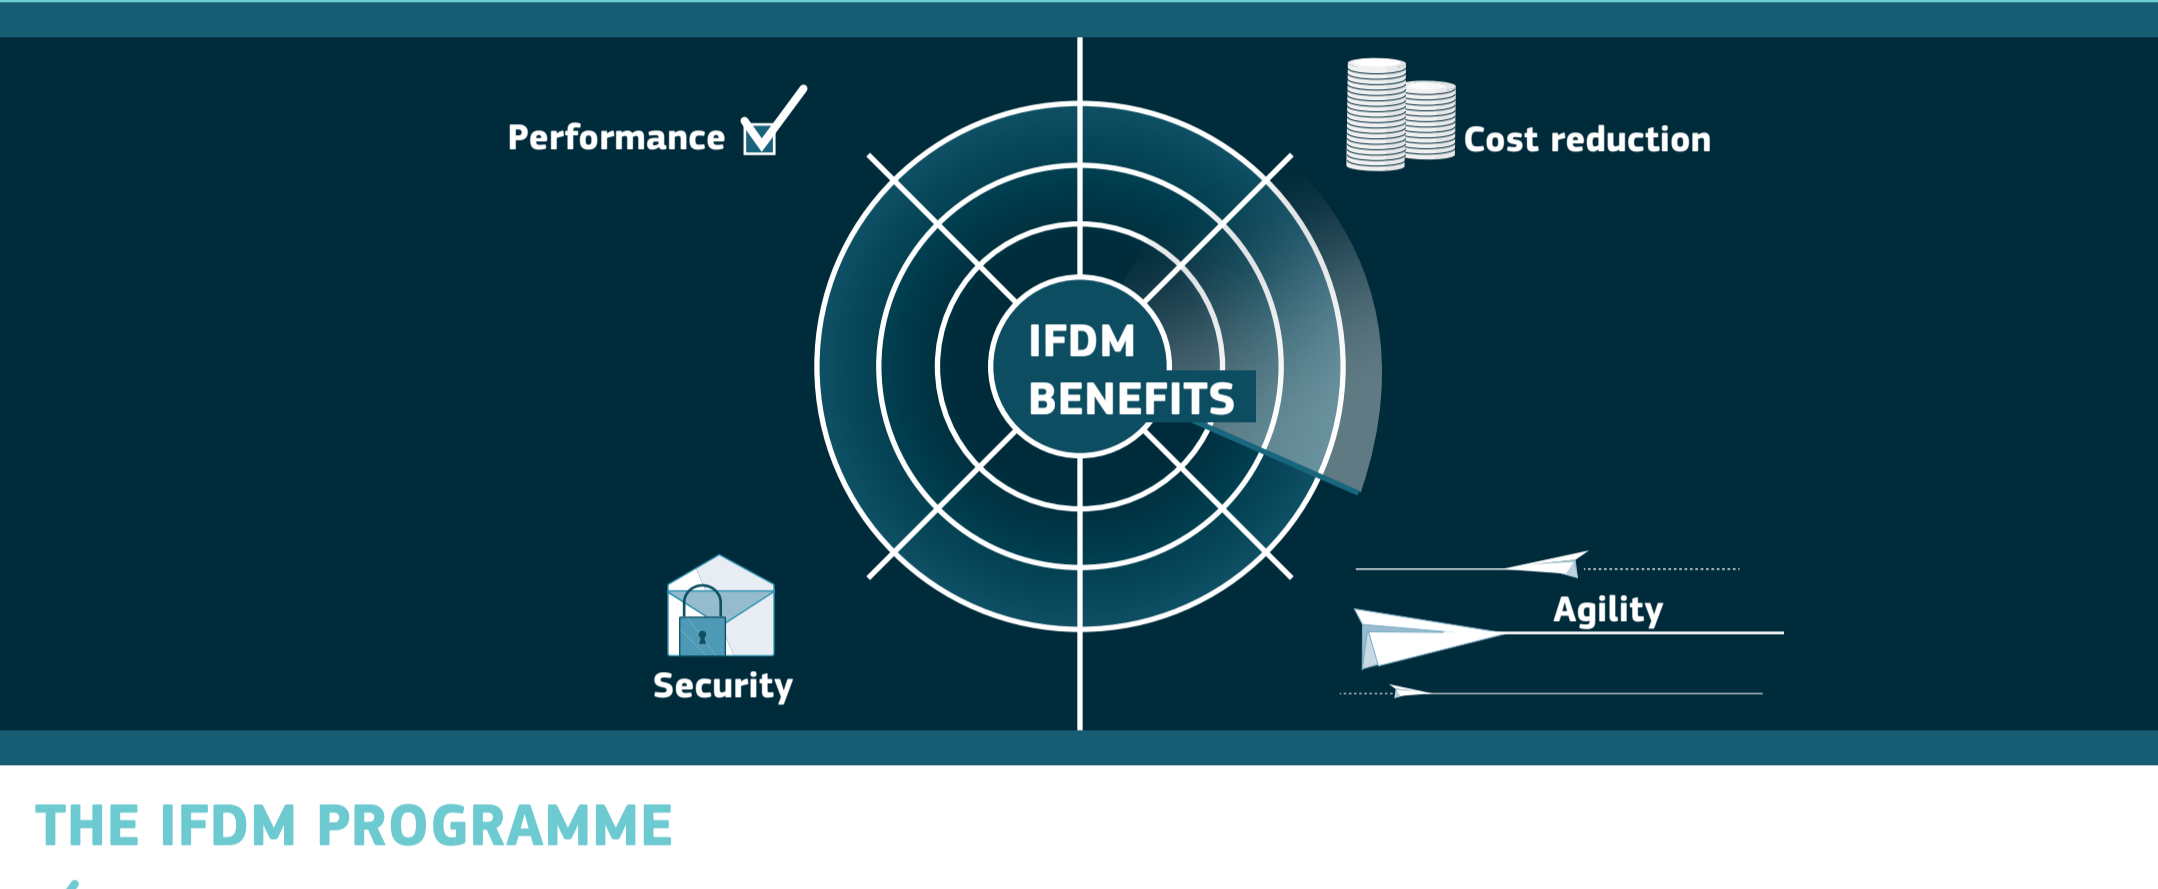 Performance
Cost reduction
IFDM
BENEFITS
Security
Agility
THE IFDM PROGRAMME